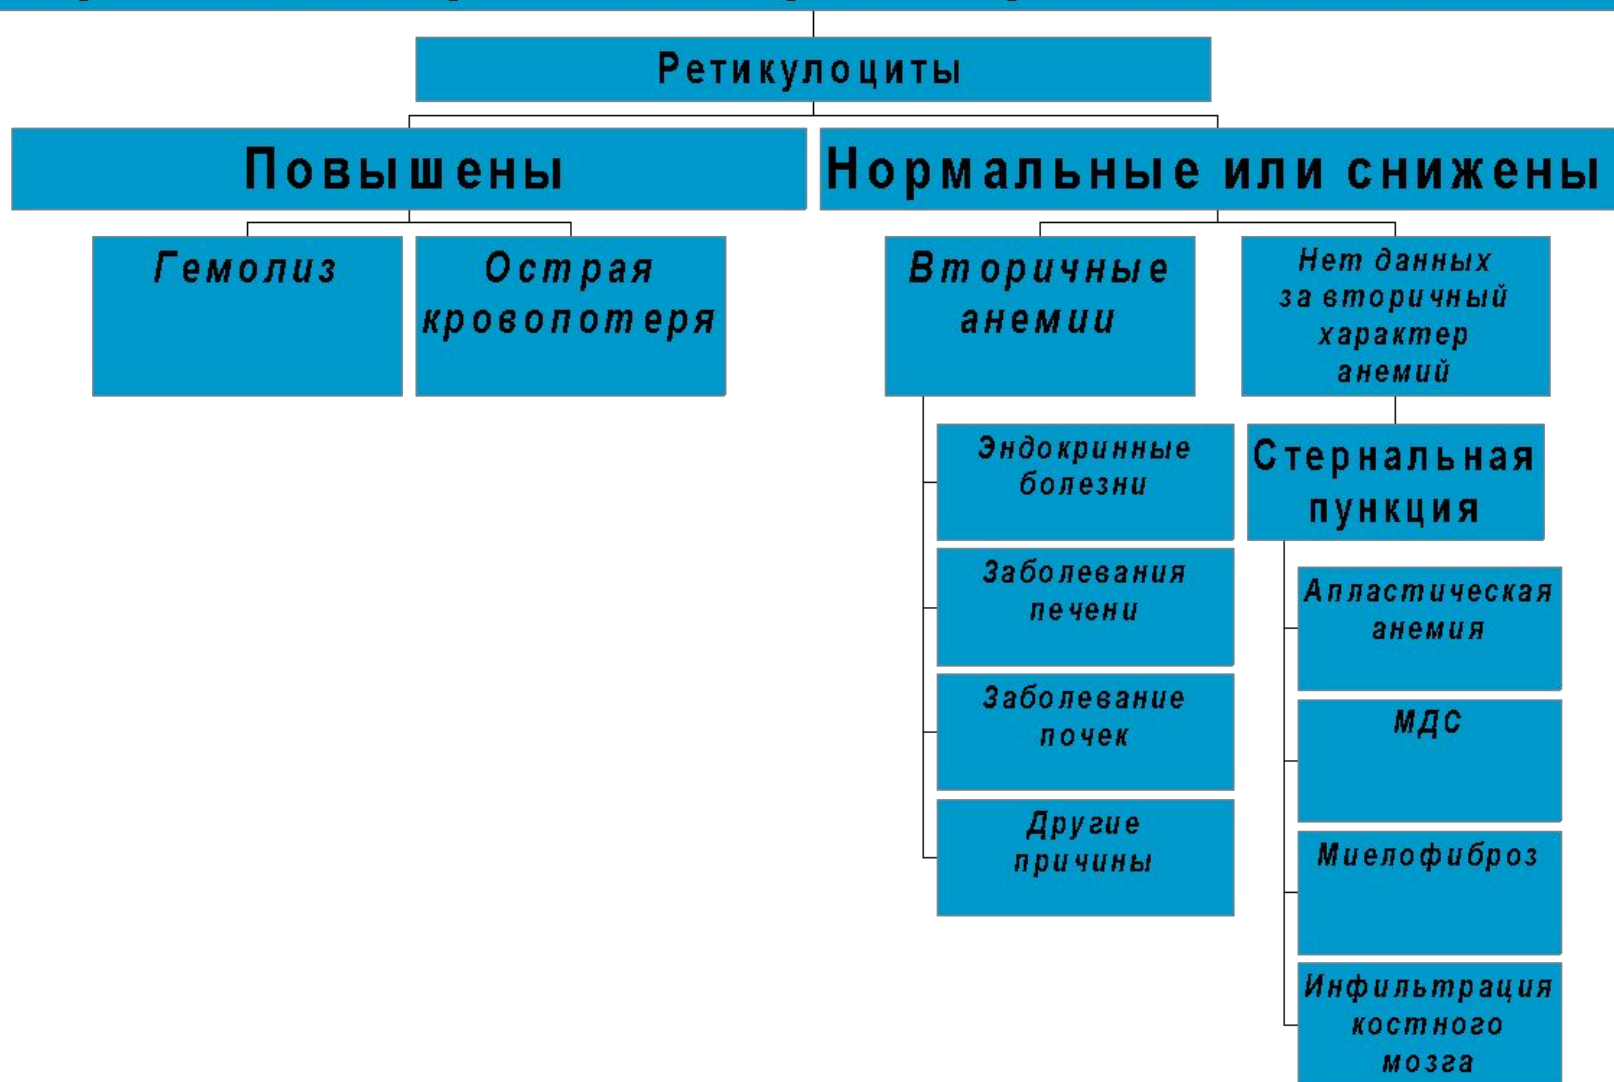 Ретикулоциты
Повышены
Нормальные или снижены
Гемолиз
Острая
кровопотеря
Вторичные
анемии
Нет данных
за вторичный
характер
анемий
Эндокринные
болезни
Заболевания
печени
Заболевание
почек
Другие
причины
Стернальная
пункция
Апластическая
анемия
МДС
Миелофиброз
Инфильтрация
костного
мозга